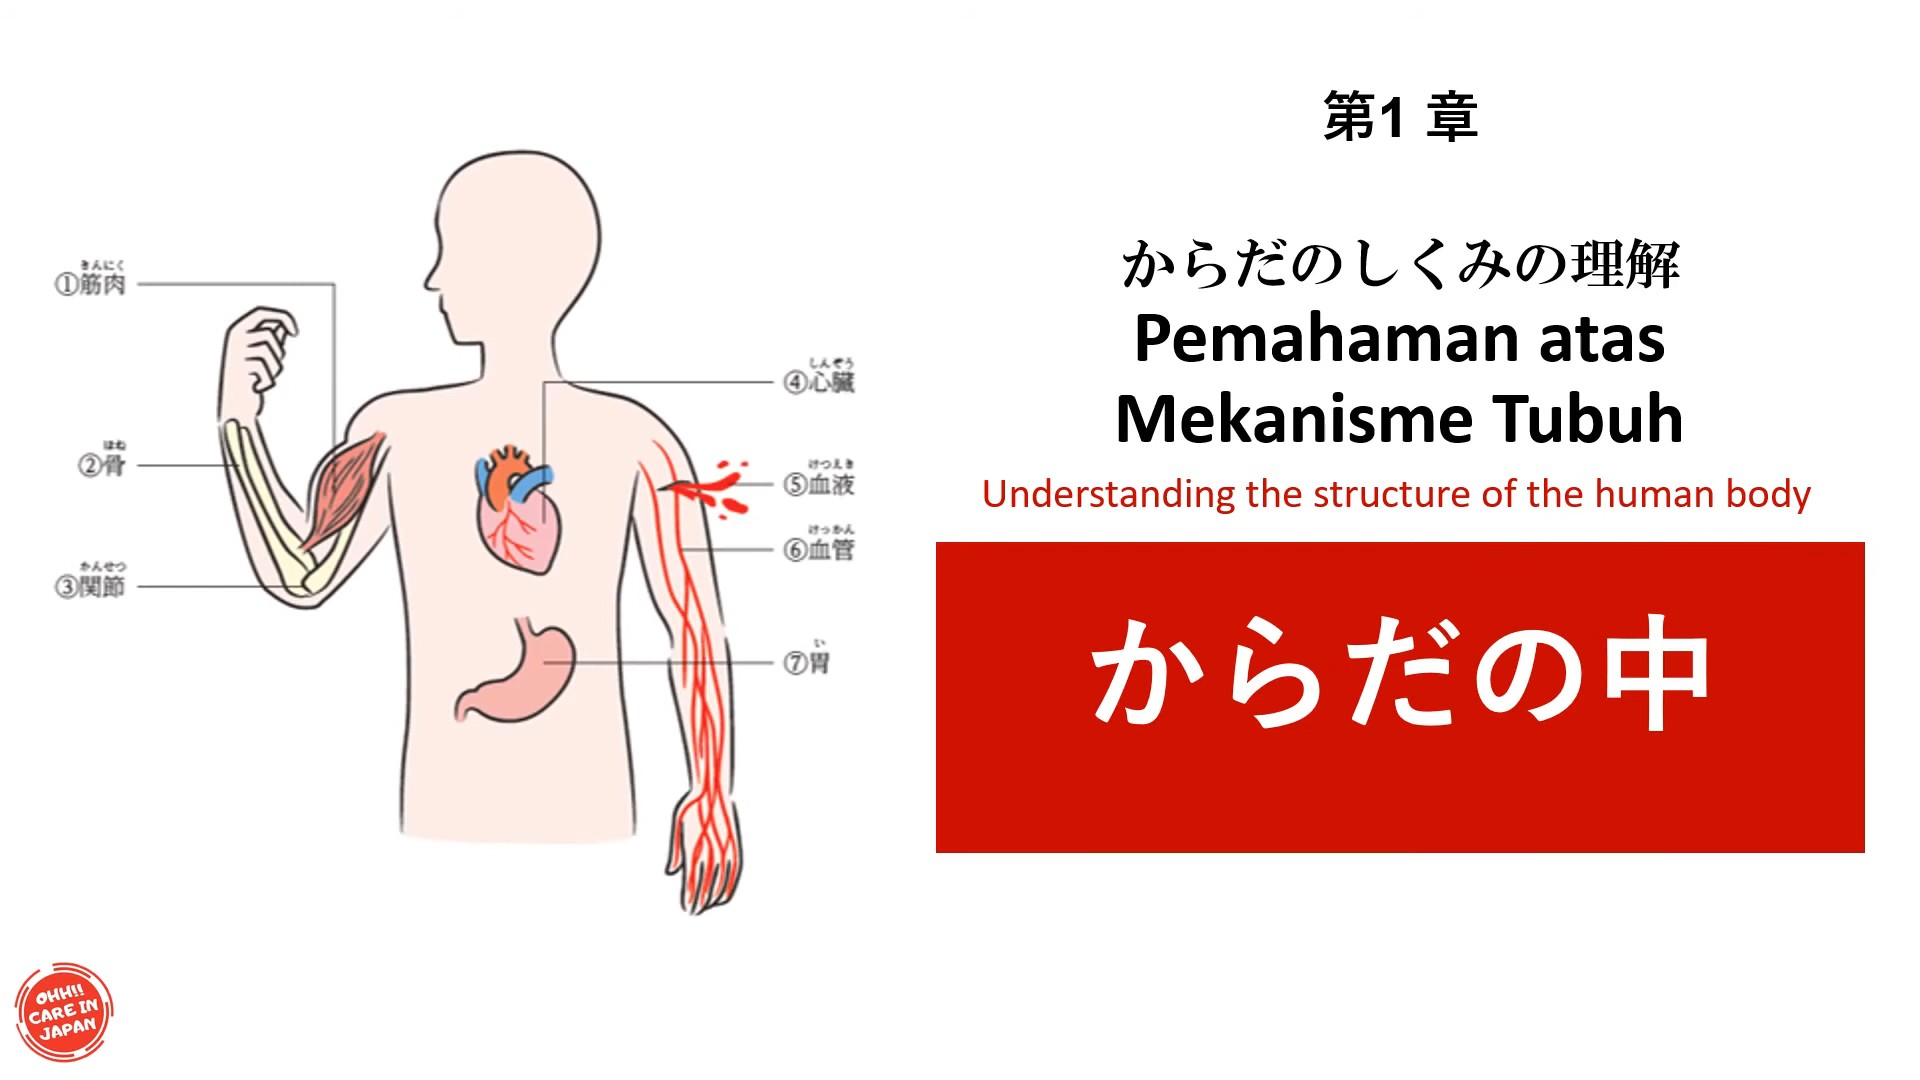 第1 章
からだのしくみの理解
Pemahaman atas
Mekanisme Tubuh
Understanding the structure of the human body
からだの中
きんにく
①筋肉
ほね
②骨
かんせつ
③関節
しんぞう
④心臓
けつえき
⑤血液
けっかん
⑥血管
い
⑦胃
OHH!!
CARE IN
JAPAN